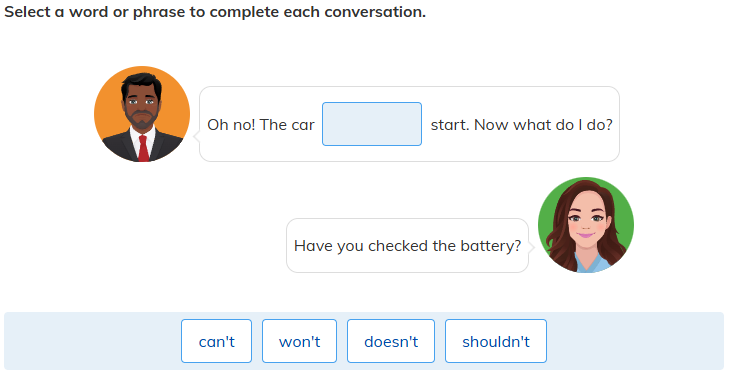 Select a word or phrase to complete each conversation.
Oh no! The car start. Now what do I do?
Have you checked the battery?
can't won't doesn't shouldn't